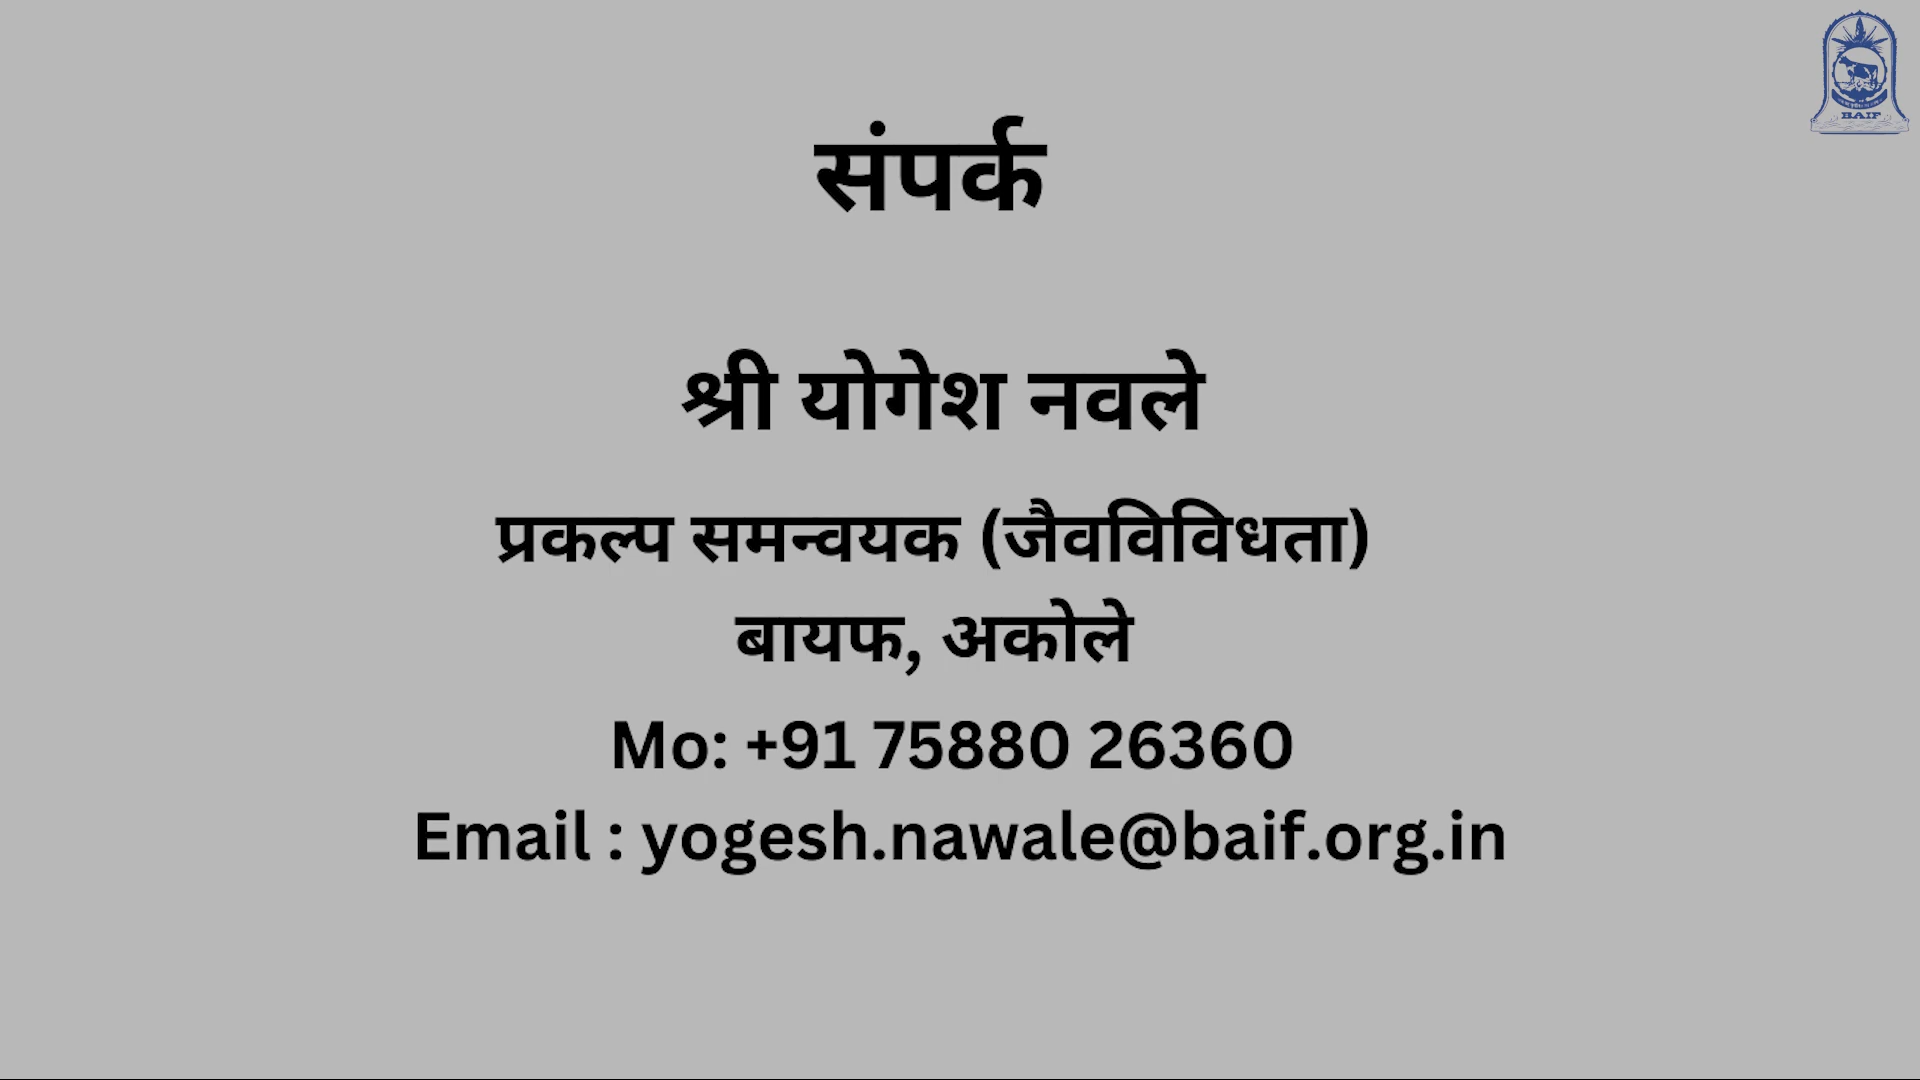 BAIF
संपर्क
श्री योगेश नवले
प्रकल्प समन्वयक (जैवविविधता)
बायफ, अकोले
Mo: +91 75880 26360
Email : yogesh.nawale@baif.org.in